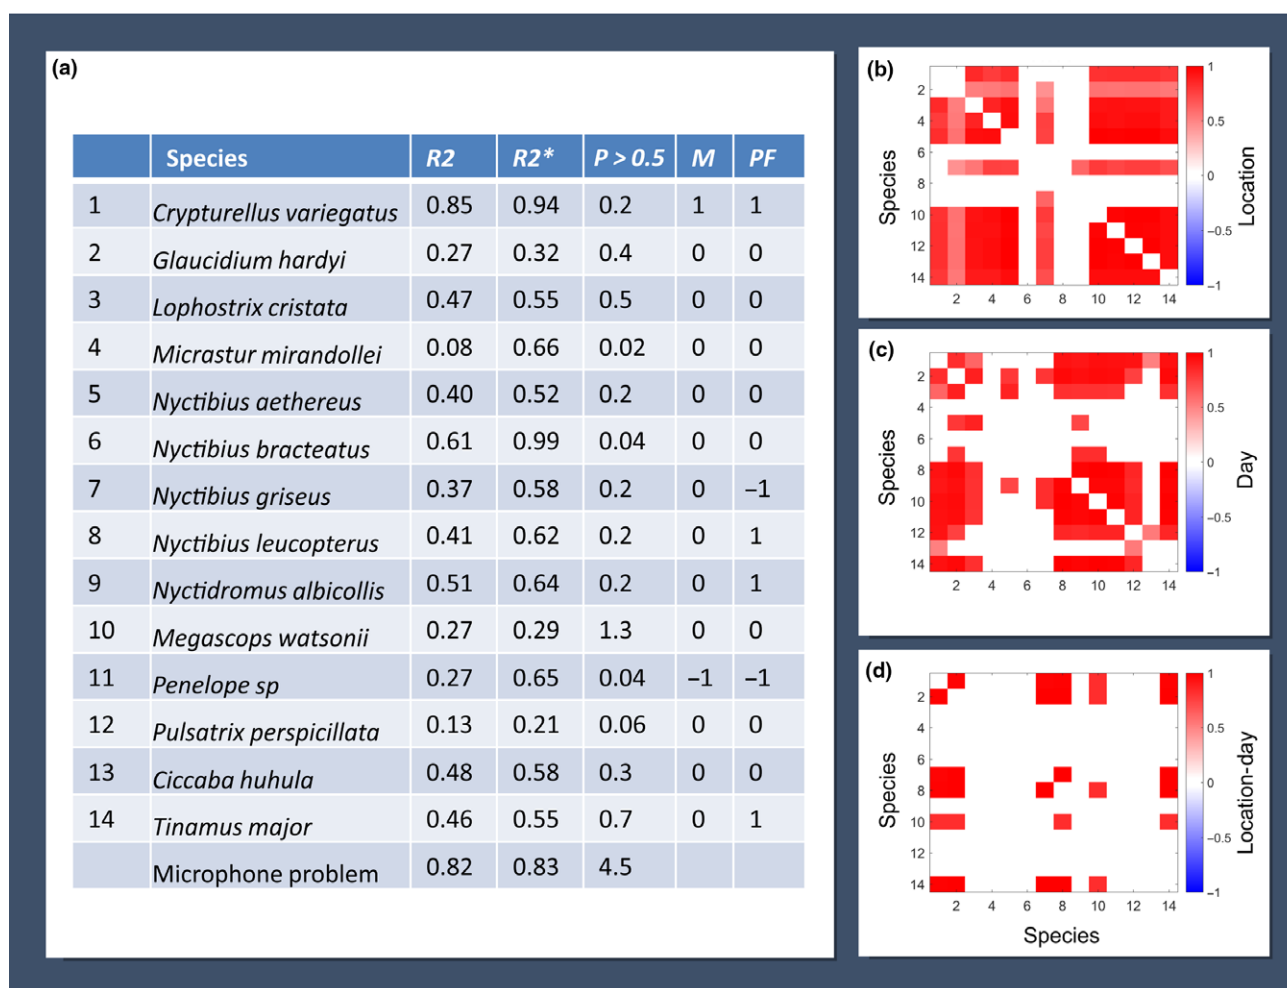 (a)
Species R2 R2* P > 0.5 M PF
1 Crypturellus variegatus 0.85 0.94 0.2 1 1
2 Glaucidium hardyi 0.27 0.32 0.4 0 0
3 Lophostrix cristata 0.47 0.55 0.5 0 0
4 Micrastur mirandollei 0.08 0.66 0.02 0 0
5 Nyctibius aethereus 0.40 0.52 0.2 0 0
6 Nyctibius bracteatus 0.61 0.99 0.04 0 0
7 Nyctibius griseus 0.37 0.58 0.2 0 –1
8 Nyctibius leucopterus 0.41 0.62 0.2 0 1
9 Nyctidromus albicollis 0.51 0.64 0.2 0 1
10 Megascops watsonii 0.27 0.29 1.3 0 0
11 Penelope sp 0.27 0.65 0.04 –1 –1
12 Pulsatrix perspicillata 0.13 0.21 0.06 0 0
13 Ciccaba huhula 0.48 0.58 0.3 0 0
14 Tinamus major 0.46 0.55 0.7 0 1
Microphone problem 0.82 0.83 4.5
(b)
Species
2
4
6
8
10
12
14
2 4 6 8 10 12 14
1
0.5
0
−0.5
−1
Location
(c)
Species
2
4
6
8
10
12
14
2 4 6 8 10 12 14
1
0.5
0
−0.5
−1
Day
(d)
Species
2
4
6
8
10
12
14
2 4 6 8 10 12 14
Species
1
0.5
0
−0.5
−1
Location-day